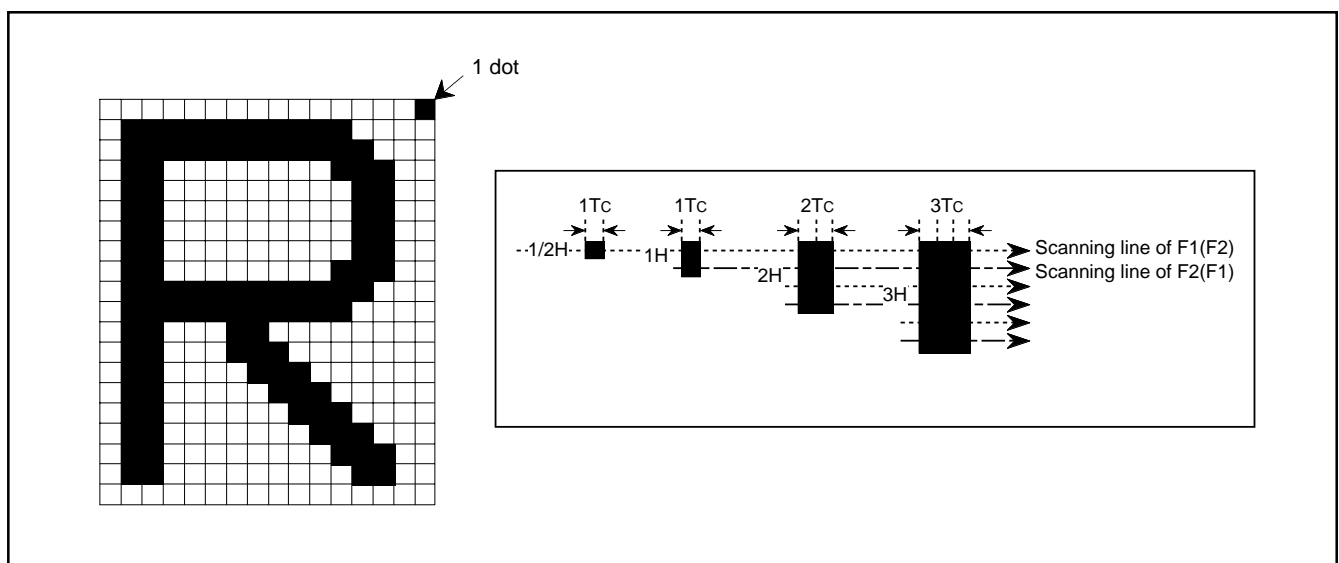 1 dot
1Tc 1Tc 2Tc 3Tc
1/2H
1H
2H
3H
Scanning line of F1(F2)
Scanning line of F2(F1)
R